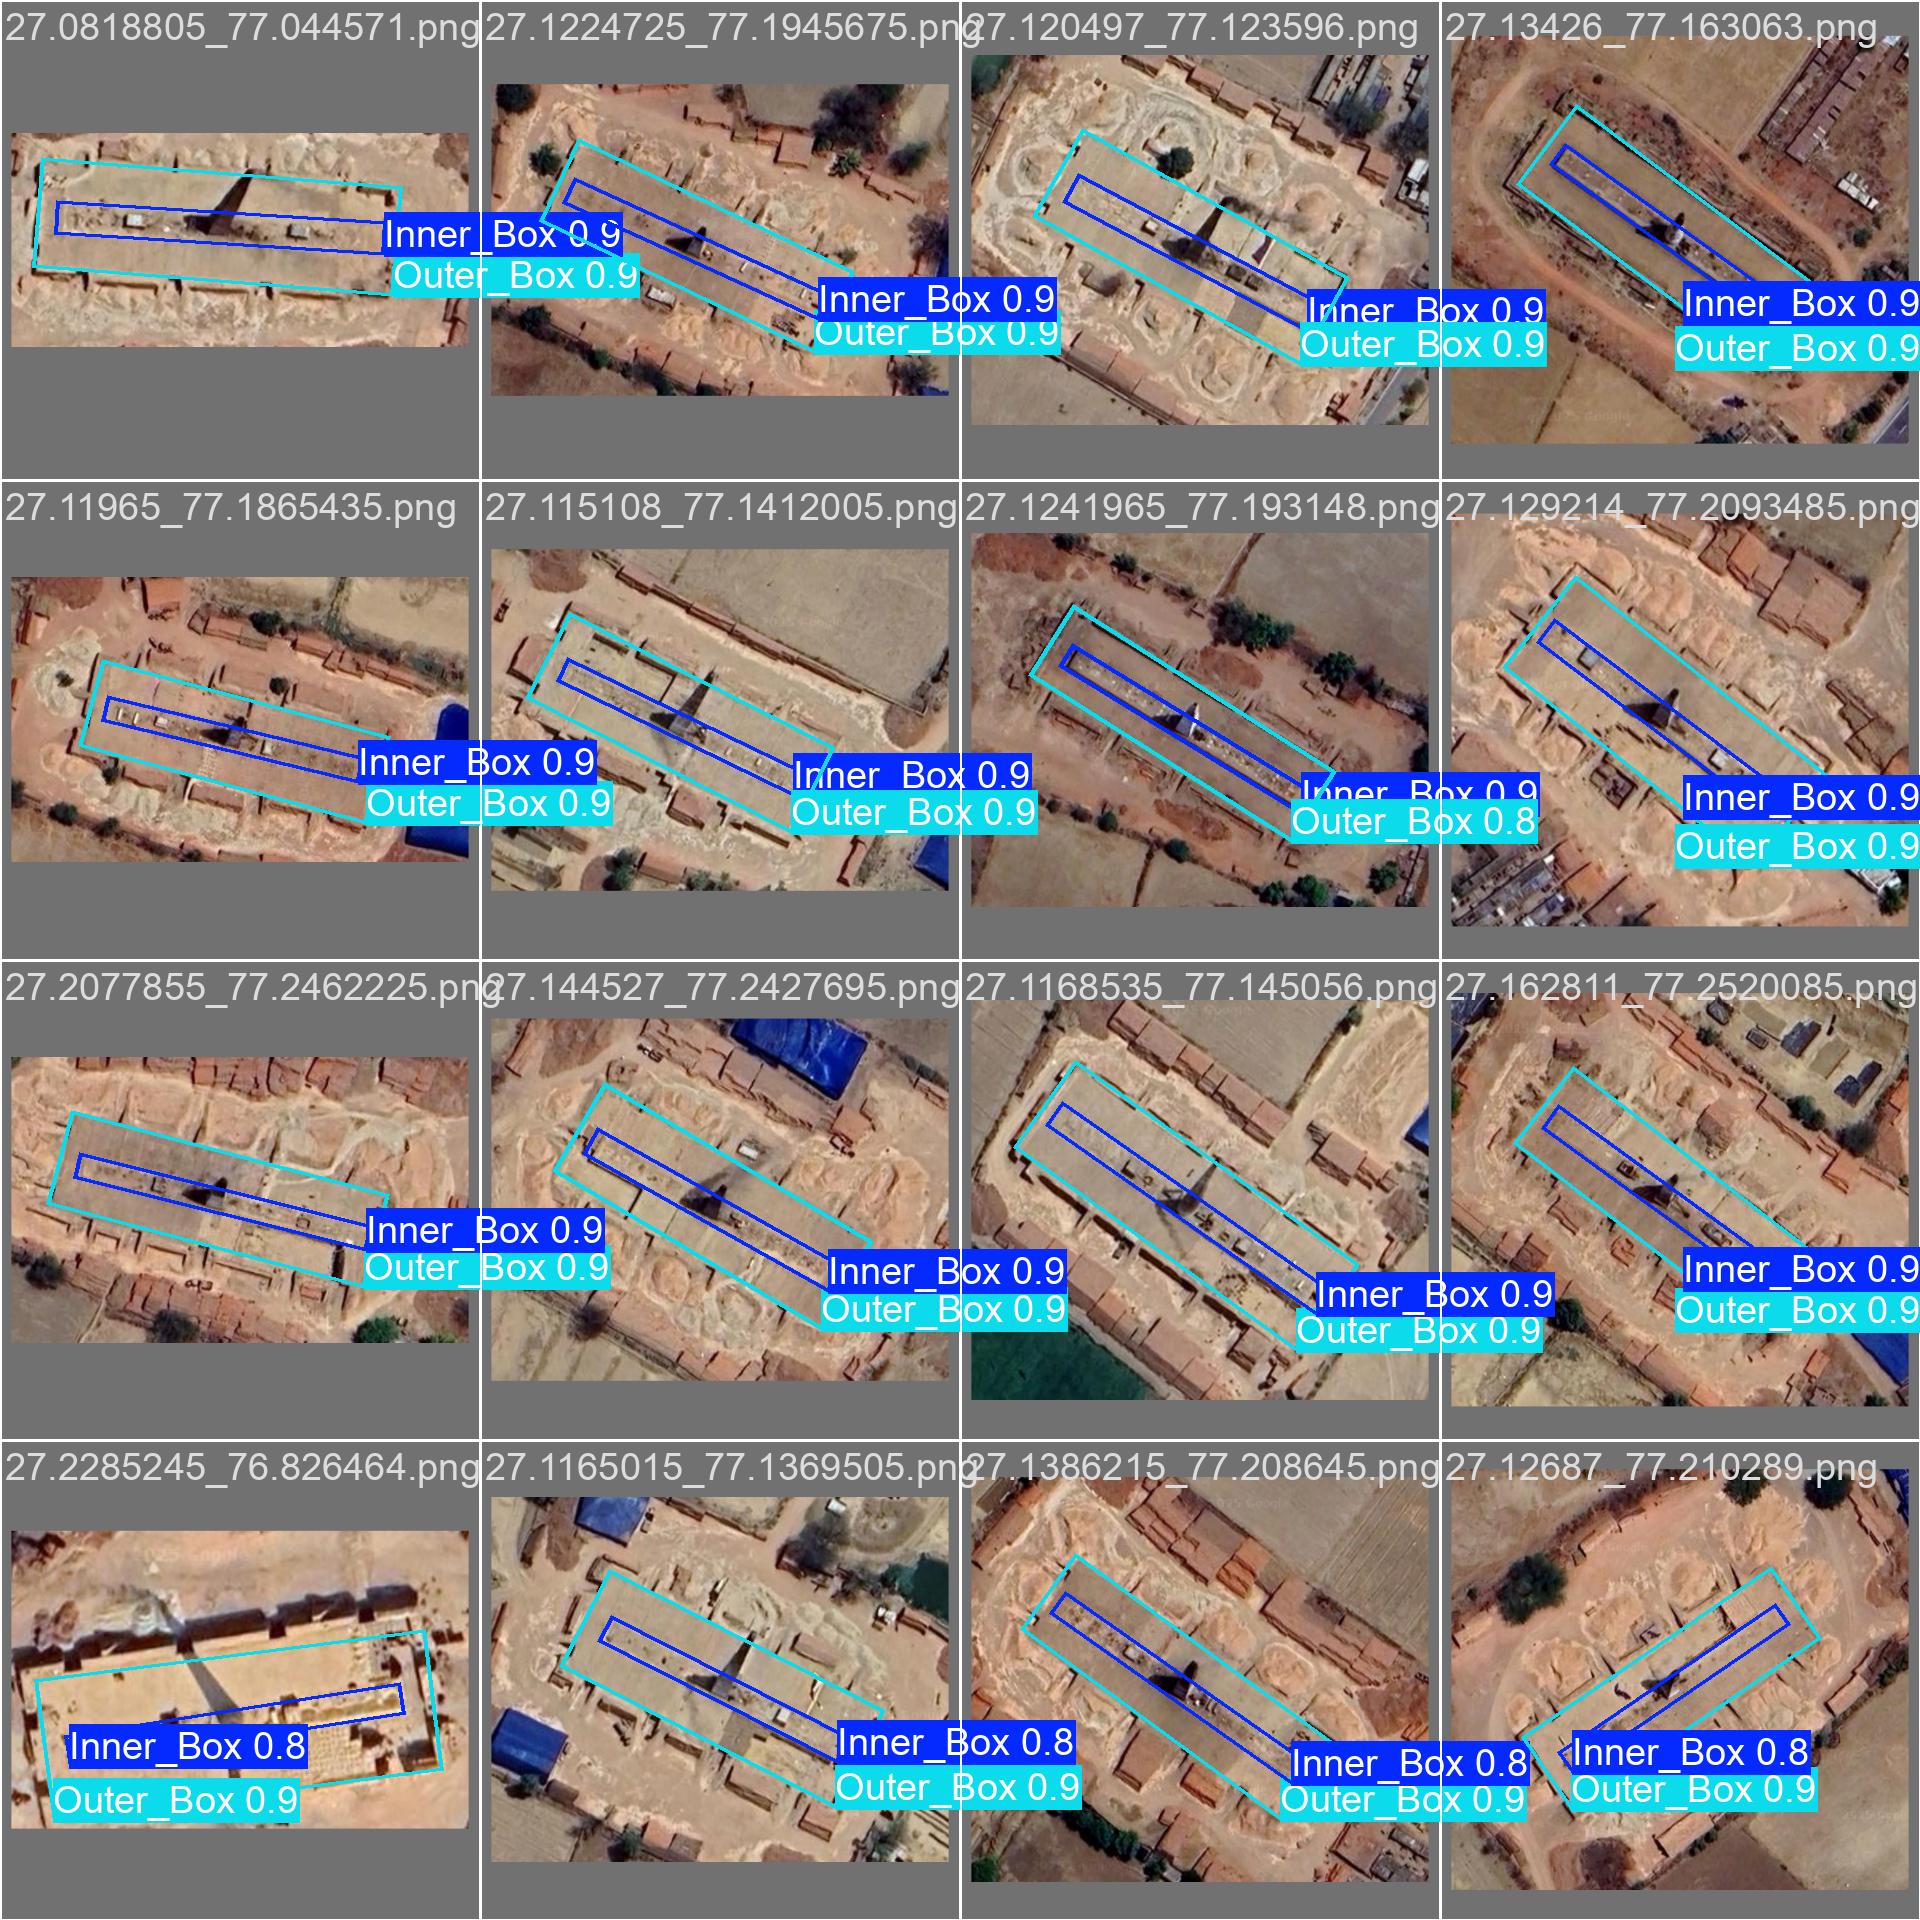 27.0818805_77.044571.png
27.1224725_77.1945675.png
27.120497_77.123596.png
27.13426_77.163063.png
Inner_Box 0.9
Outer_Box 0.9
Inner_Box 0.9
Outer_Box 0.9
Inner_Box 0.9
Outer_Box 0.9
Inner_Box 0.9
Outer_Box 0.9
27.11965_77.1865435.png
27.115108_77.1412005.png
27.1241965_77.193148.png
27.129214_77.2093485.png
Inner_Box 0.9
Outer_Box 0.9
Inner_Box 0.9
Outer_Box 0.9
Inner_Box 0.9
Outer_Box 0.8
Inner_Box 0.9
Outer_Box 0.9
27.2077855_77.2462225.png
27.144527_77.2427695.png
27.1168535_77.145056.png
27.162811_77.2520085.png
Inner_Box 0.9
Outer_Box 0.9
Inner_Box 0.9
Outer_Box 0.9
Inner_Box 0.9
Outer_Box 0.9
Inner_Box 0.9
Outer_Box 0.9
27.2285245_76.826464.png
27.1165015_77.1369505.png
27.1386215_77.208645.png
27.12687_77.210289.png
Inner_Box 0.8
Outer_Box 0.9
Inner_Box 0.8
Outer_Box 0.9
Inner_Box 0.8
Outer_Box 0.9
Inner_Box 0.8
Outer_Box 0.9